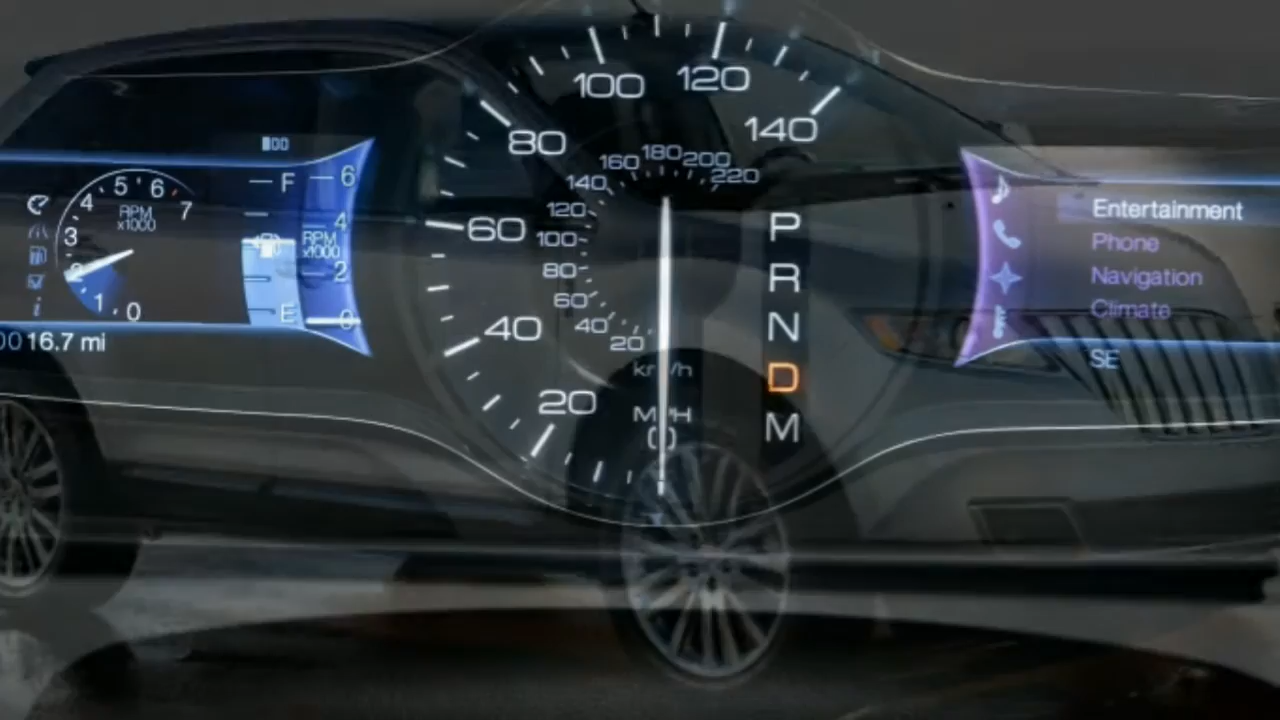 100
120
80
140
60
40
20
160
180
200
220
140
120
100
80
60
40
20
km/h
MPH
5
6
4
7
3
2
1
0
RPM
x1000
F
E
6
4
RPM
x1000
2
0
16.7 mi
P
R
N
D
M
Entertainment
Phone
Navigation
Climate
SE